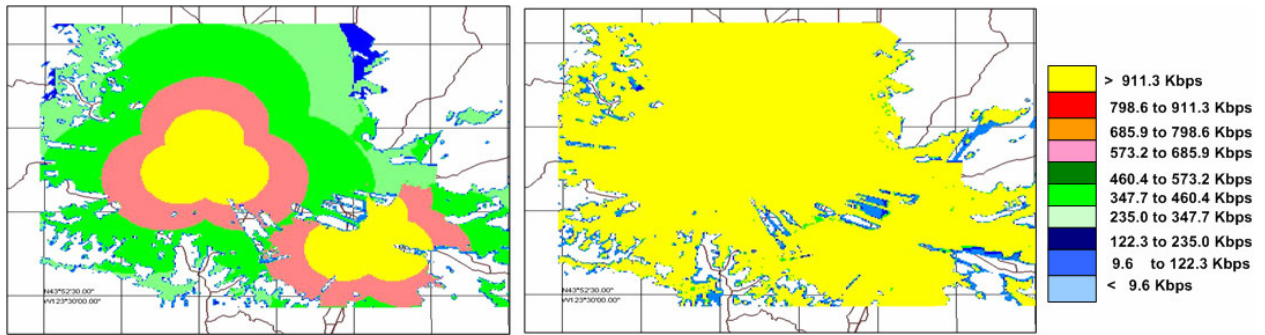 N43°52'30.00"
W123°30'00.00"
N43°52'30.00"
W123°30'00.00"
> 911.3 Kbps
798.6 to 911.3 Kbps
685.9 to 798.6 Kbps
573.2 to 685.9 Kbps
460.4 to 573.2 Kbps
347.7 to 460.4 Kbps
235.0 to 347.7 Kbps
122.3 to 235.0 Kbps
9.6 to 122.3 Kbps
< 9.6 Kbps